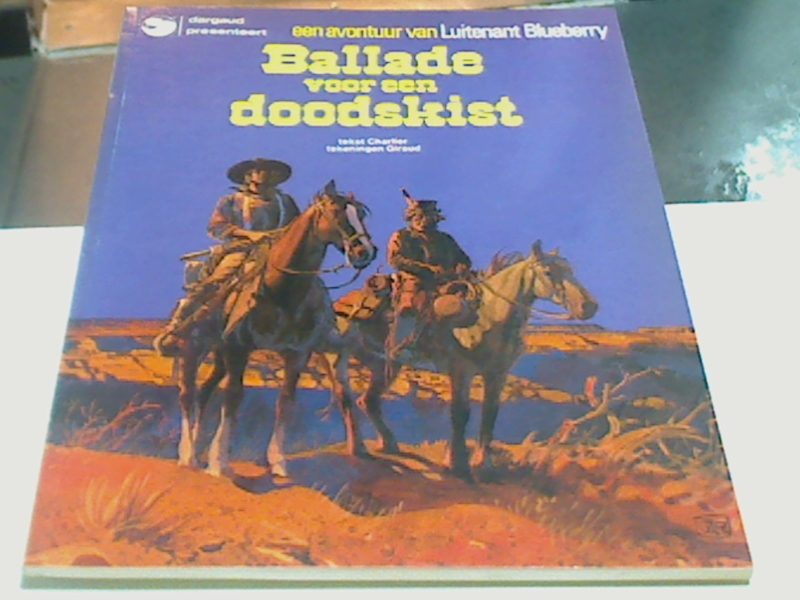 dargaud
presenteert
een avontuur van Luitenant Blueberry
Ballade
voor een
doodskist
tekst Charlier
tekeningen Giraud